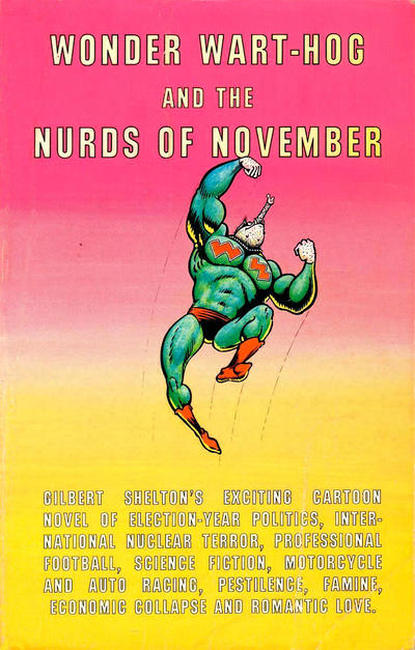 WONDER WART-HOG
AND THE
NURDS OF NOVEMBER
GILBERT SHELTON'S EXCITING CARTOON
NOVEL OF ELECTION-YEAR POLITICS, INTER-
NATIONAL NUCLEAR TERROR, PROFESSIONAL
FOOTBALL, SCIENCE FICTION, MOTORCYCLE
AND AUTO RACING, PESTILENCE, FAMINE,
ECONOMIC COLLAPSE AND ROMANTIC LOVE.